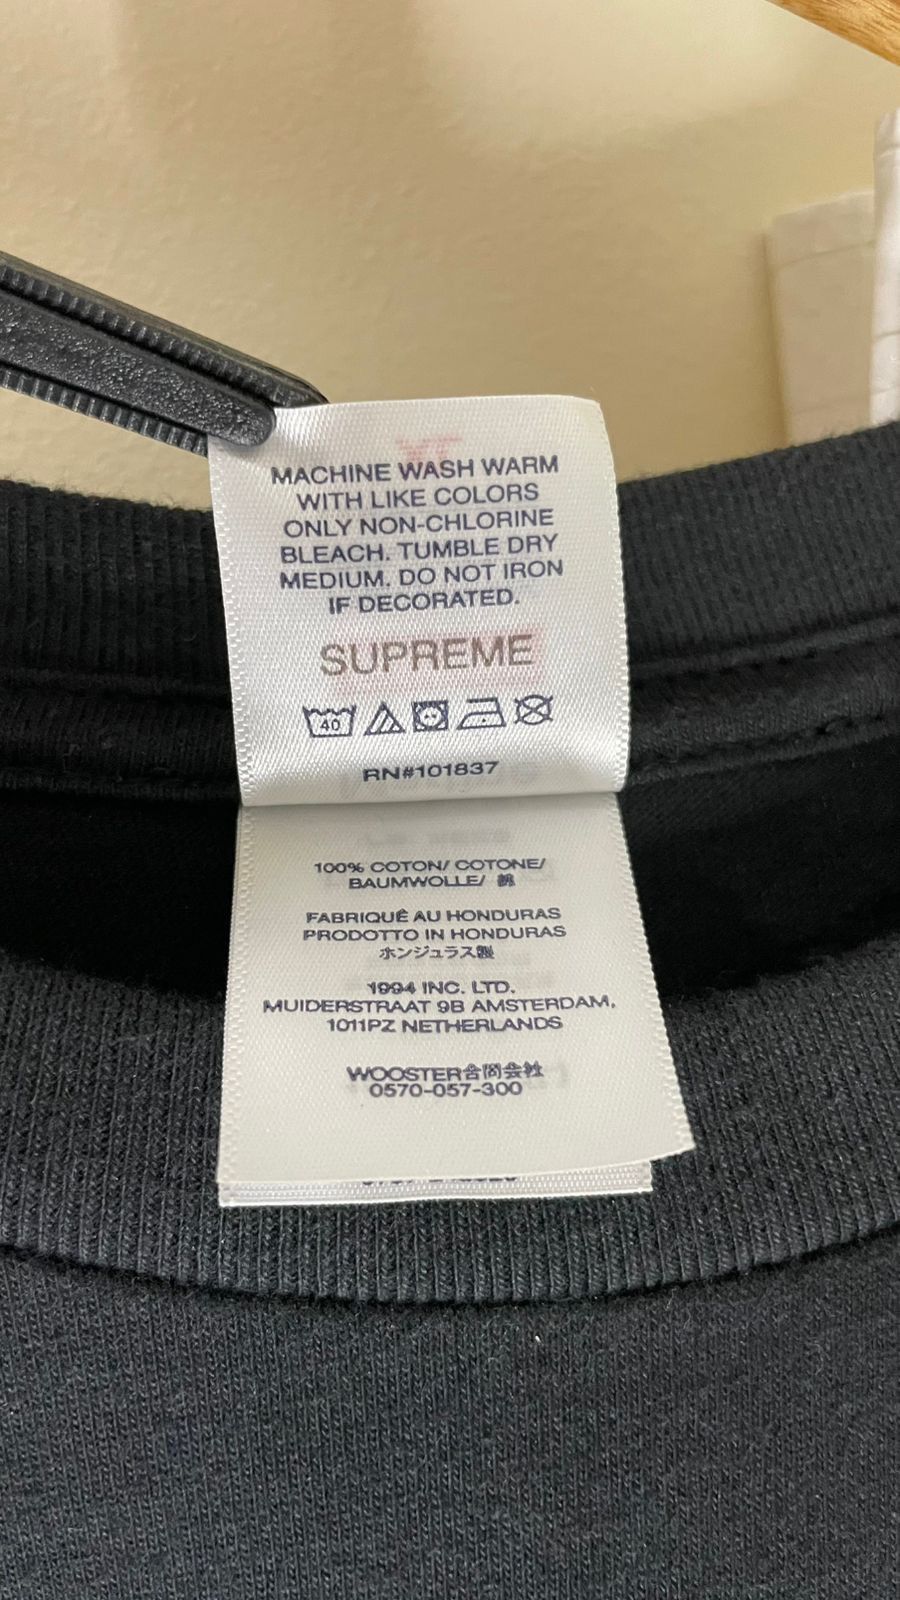 MACHINE WASH WARM
WITH LIKE COLORS
ONLY NON-CHLORINE
BLEACH. TUMBLE DRY
MEDIUM. DO NOT IRON
IF DECORATED.
SUPREME
40
RN#101837
100% COTON/ COTONE/
BAUMWOLLE/ 綿
FABRIQUÉ AU HONDURAS
PRODOTTO IN HONDURAS
ホンジュラス製
1994 INC. LTD.
MUIDERSTRAAT 9B AMSTERDAM,
1011PZ NETHERLANDS
WOOSTER合同会社
0570-057-300